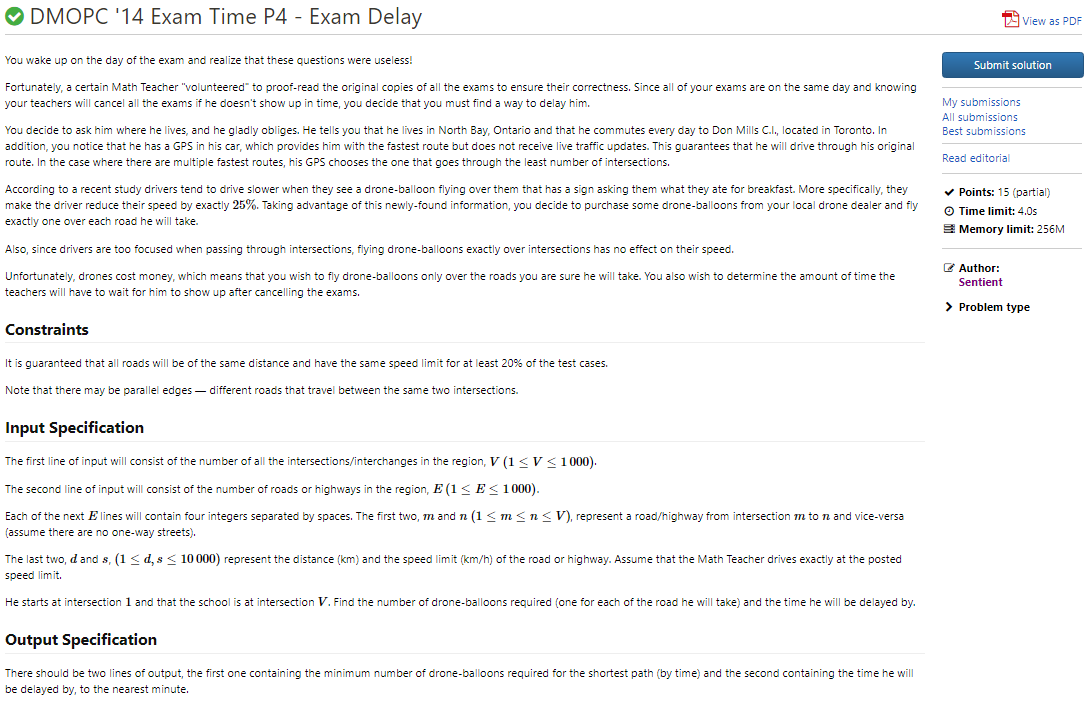 DMOPC '14 Exam Time P4 - Exam Delay
View as PDF
You wake up on the day of the exam and realize that these questions were useless!
Fortunately, a certain Math Teacher "volunteered" to proof-read the original copies of all the exams to ensure their correctness. Since all of your exams are on the same day and knowing
your teachers will cancel all the exams if he doesn't show up in time, you decide that you must find a way to delay him.
You decide to ask him where he lives, and he gladly obliges. He tells you that he lives in North Bay, Ontario and that he commutes every day to Don Mills C.I., located in Toronto. In
addition, you notice that he has a GPS in his car, which provides him with the fastest route but does not receive live traffic updates. This guarantees that he will drive through his original
route. In the case where there are multiple fastest routes, his GPS chooses the one that goes through the least number of intersections.
According to a recent study drivers tend to drive slower when they see a drone-balloon flying over them that has a sign asking them what they ate for breakfast. More specifically, they
make the driver reduce their speed by exactly 25%. Taking advantage of this newly-found information, you decide to purchase some drone-balloons from your local drone dealer and fly
exactly one over each road he will take.
Also, since drivers are too focused when passing through intersections, flying drone-balloons exactly over intersections has no effect on their speed.
Unfortunately, drones cost money, which means that you wish to fly drone-balloons only over the roads you are sure he will take. You also wish to determine the amount of time the
teachers will have to wait for him to show up after cancelling the exams.
Constraints
It is guaranteed that all roads will be of the same distance and have the same speed limit for at least 20% of the test cases.
Note that there may be parallel edges — different roads that travel between the same two intersections.
Input Specification
The first line of input will consist of the number of all the intersections/interchanges in the region, V (1 ≤ V ≤ 1 000).
The second line of input will consist of the number of roads or highways in the region, E (1 ≤ E ≤ 1 000).
Each of the next E lines will contain four integers separated by spaces. The first two, m and n (1 ≤ m ≤ n ≤ V), represent a road/highway from intersection m to n and vice-versa
(assume there are no one-way streets).
The last two, d and s, (1 ≤ d, s ≤ 10 000) represent the distance (km) and the speed limit (km/h) of the road or highway. Assume that the Math Teacher drives exactly at the posted
speed limit.
He starts at intersection 1 and that the school is at intersection V. Find the number of drone-balloons required (one for each of the road he will take) and the time he will be delayed by.
Output Specification
There should be two lines of output, the first one containing the minimum number of drone-balloons required for the shortest path (by time) and the second containing the time he will
be delayed by, to the nearest minute.
Submit solution
My submissions
All submissions
Best submissions
Read editorial
Points: 15 (partial)
Time limit: 4.0s
Memory limit: 256M
Author:
Sentient
Problem type